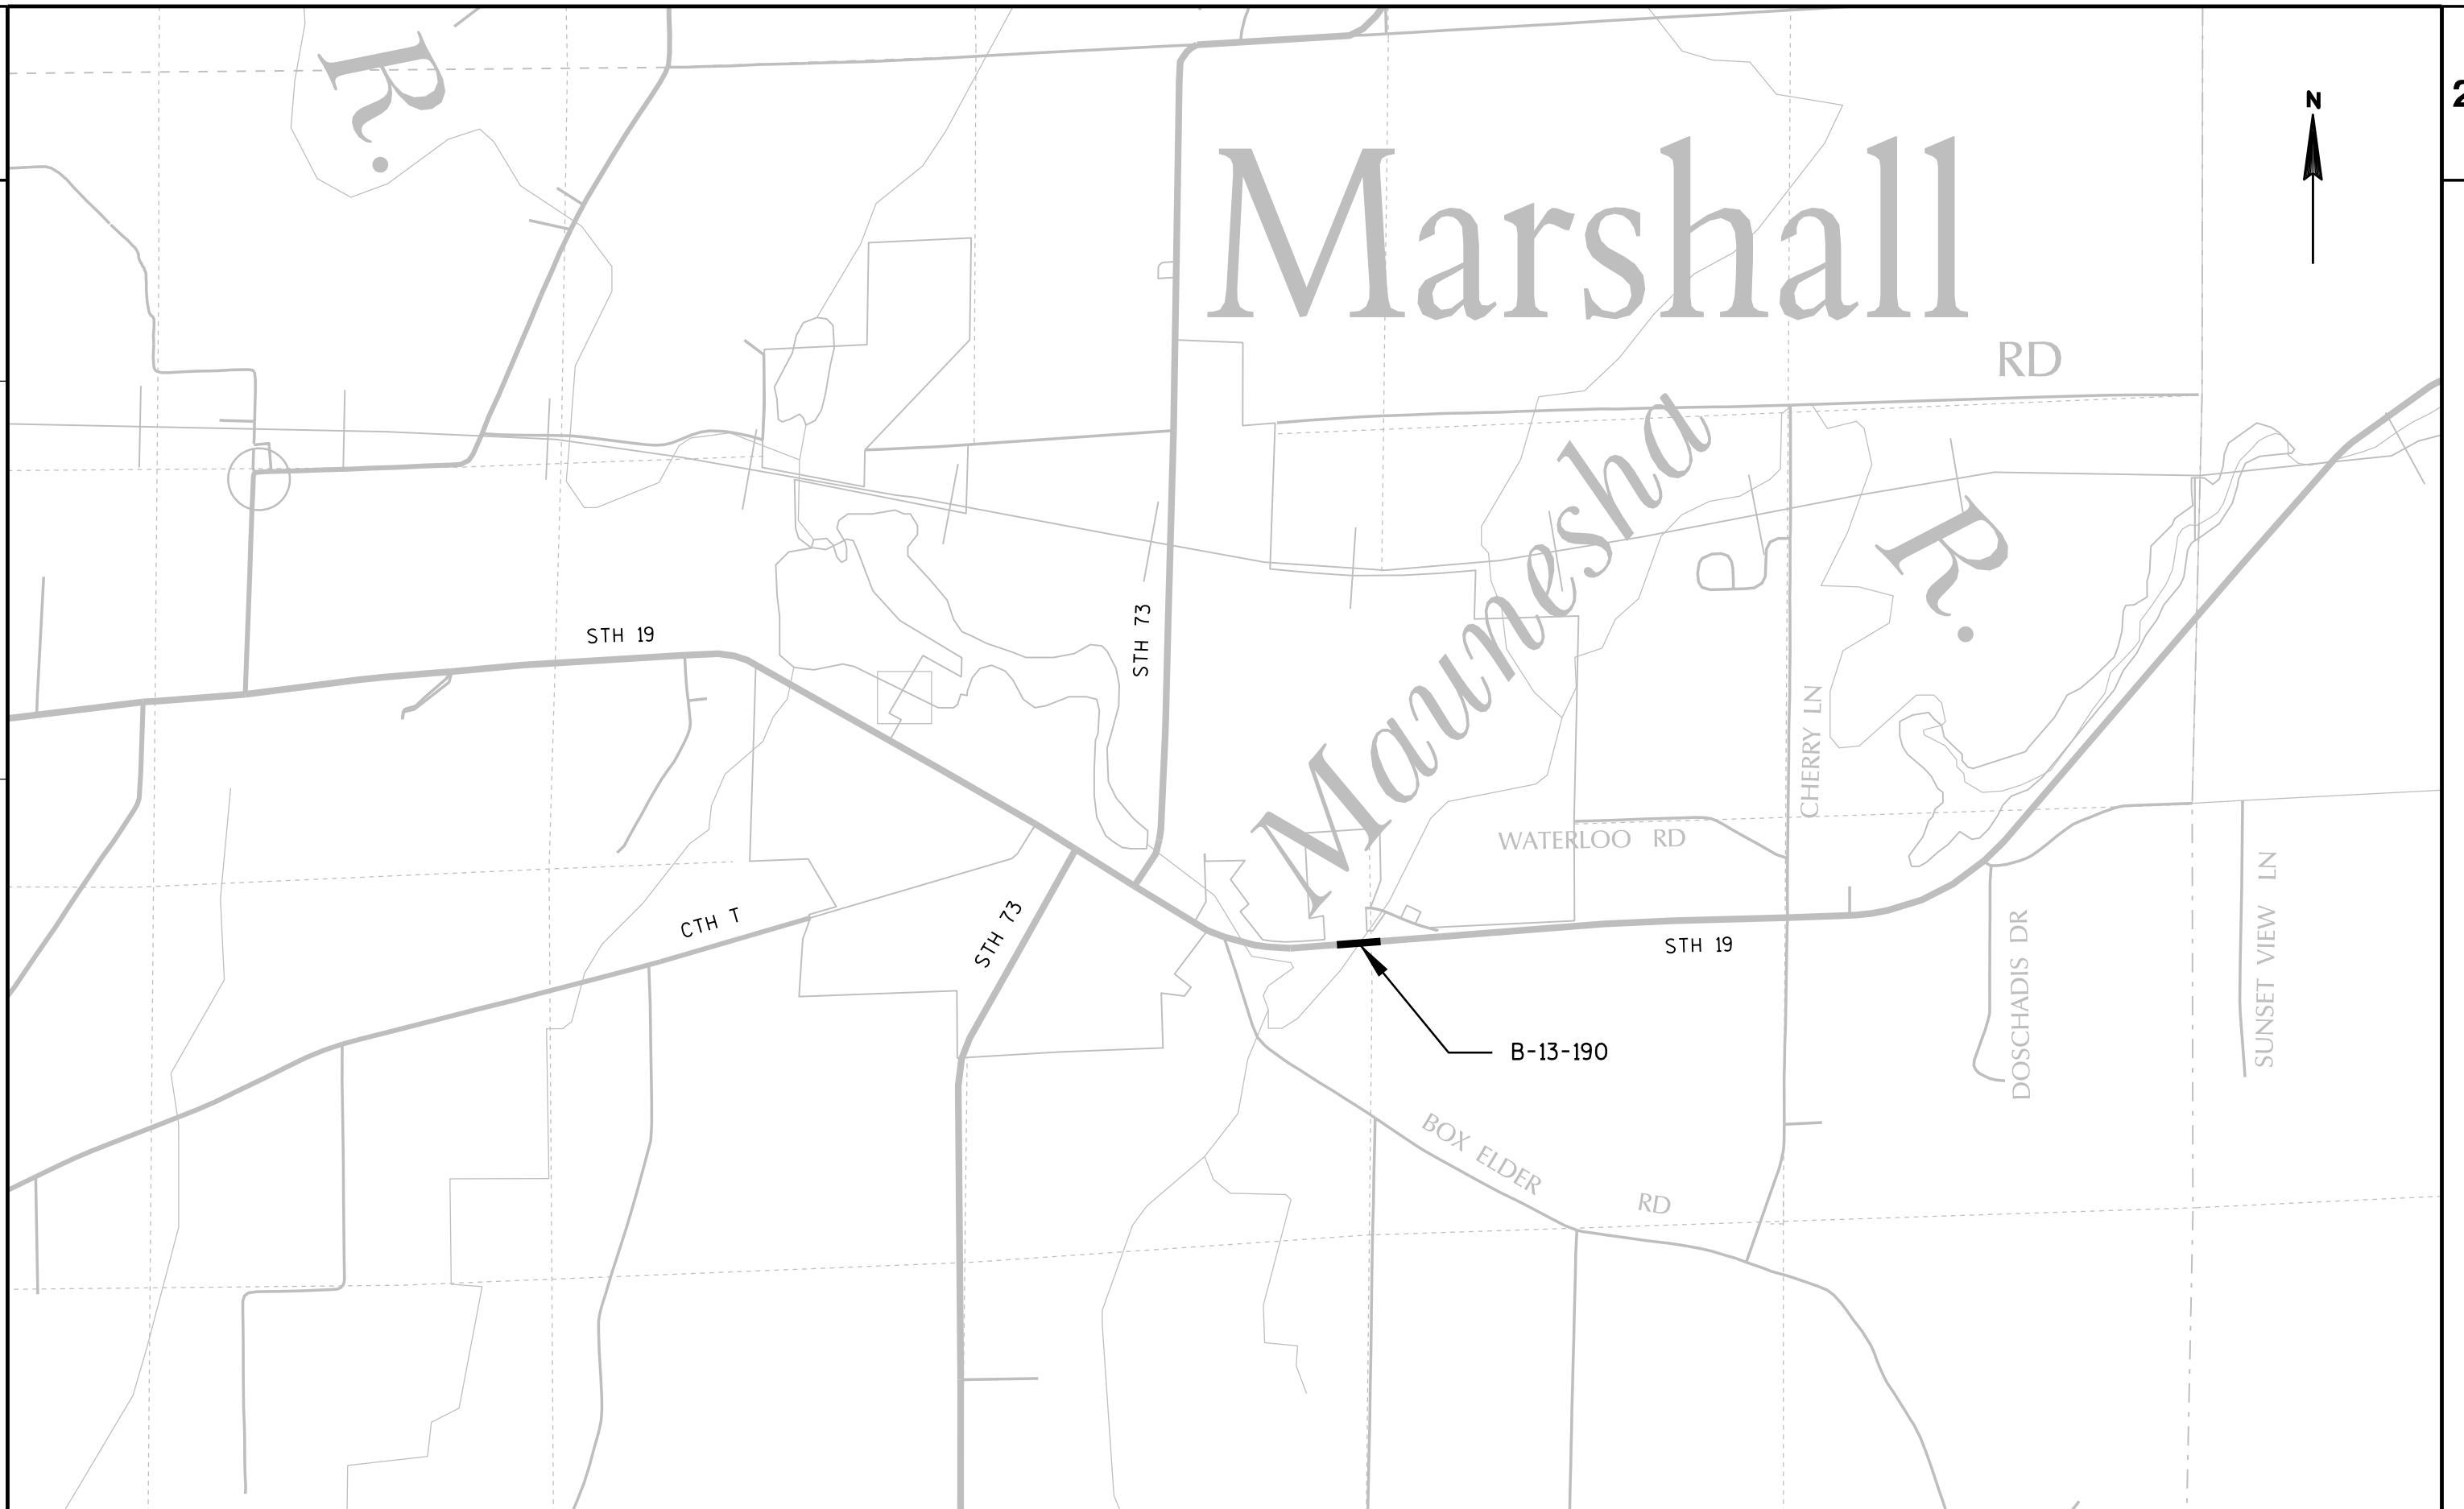 R.
2
N
Marshall
RD
Maunesha
R.
STH 19
STH 73
CHERRY LN
WATERLOO RD
SUNSET VIEW LN
CTH T
STH 73
STH 19
DOSCHADIS DR
B-13-190
BOX ELDER RD